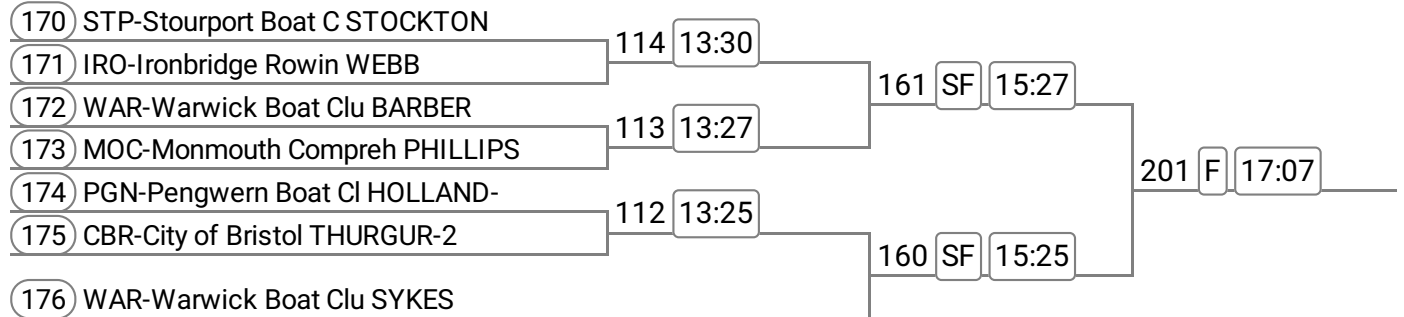 170 STP-Stourport Boat C STOCKTON
114 13:30
171 IRO-Ironbridge Rowin WEBB
161 SF 15:27
172 WAR-Warwick Boat Clu BARBER
113 13:27
173 MOC-Monmouth Compreh PHILLIPS
201 F 17:07
174 PGN-Pengwern Boat Cl HOLLAND-
112 13:25
175 CBR-City of Bristol THURGUR-2
160 SF 15:25
176 WAR-Warwick Boat Clu SYKES